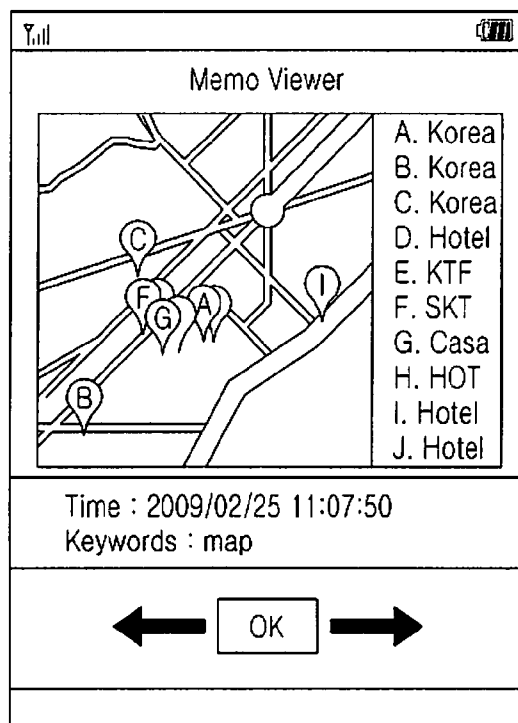 Memo Viewer
A. Korea
B. Korea
C. Korea
D. Hotel
E. KTF
F. SKT
G. Casa
H. HOT
I. Hotel
J. Hotel
C
F
G
A
I
B
Time : 2009/02/25 11:07:50
Keywords : map
OK